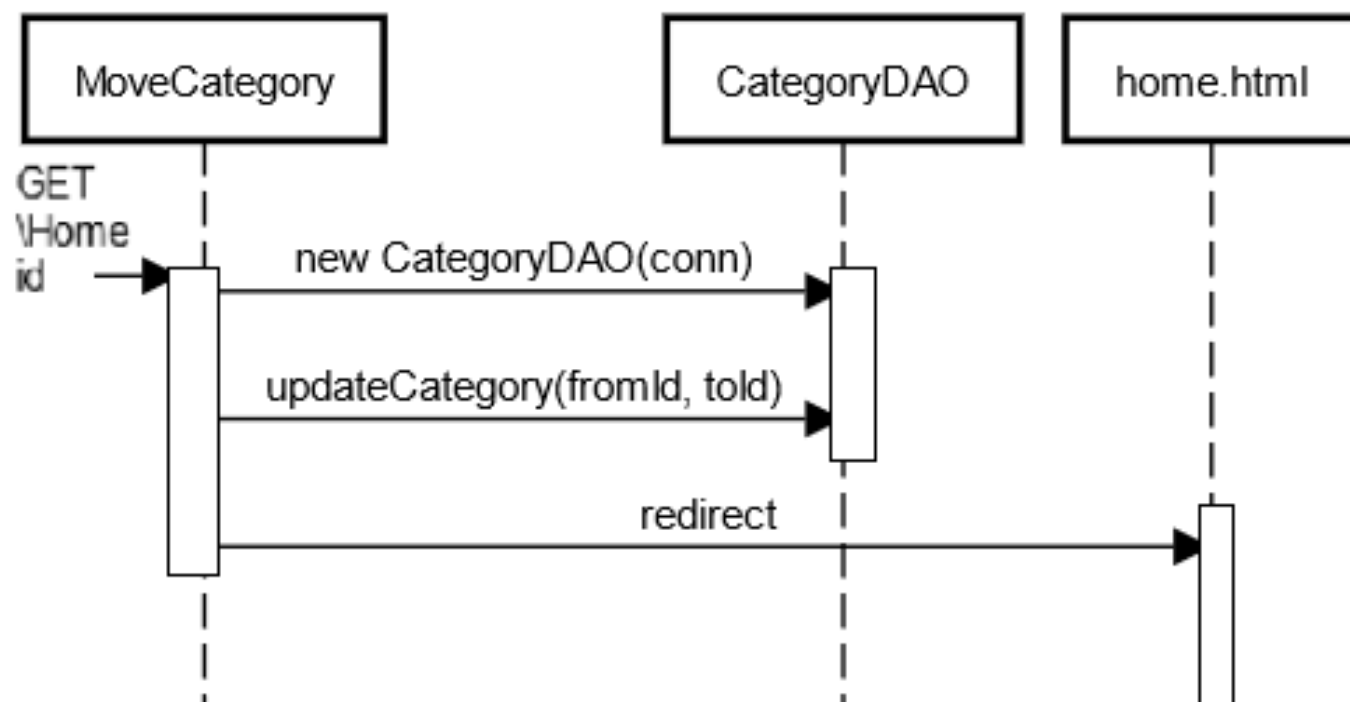 MoveCategory
CategoryDAO
home.html
GET
\Home
id
new CategoryDAO(conn)
updateCategory(fromId, toId)
redirect